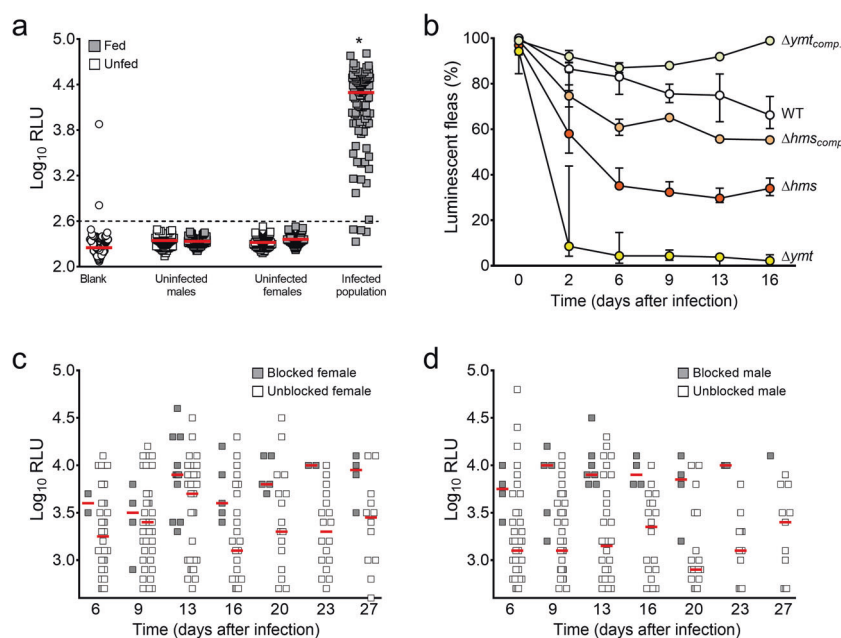 a
Fed
Unfed
*
5.0
4.4
3.8
3.2
2.6
2.0
Log10 RLU
Blank
Uninfected
males
Uninfected
females
Infected
population
b
100
80
60
40
20
0
Luminescent fleas (%)
Δymtcomp.
WT
Δhmscomp.
Δhms
Δymt
0 2 6 9 13 16
Time (days after infection)
c
Blocked female
Unblocked female
5.0
4.5
4.0
3.5
3.0
Log10 RLU
6 9 13 16 20 23 27
Time (days after infection)
d
Blocked male
Unblocked male
5.0
4.5
4.0
3.5
3.0
Log10 RLU
6 9 13 16 20 23 27
Time (days after infection)